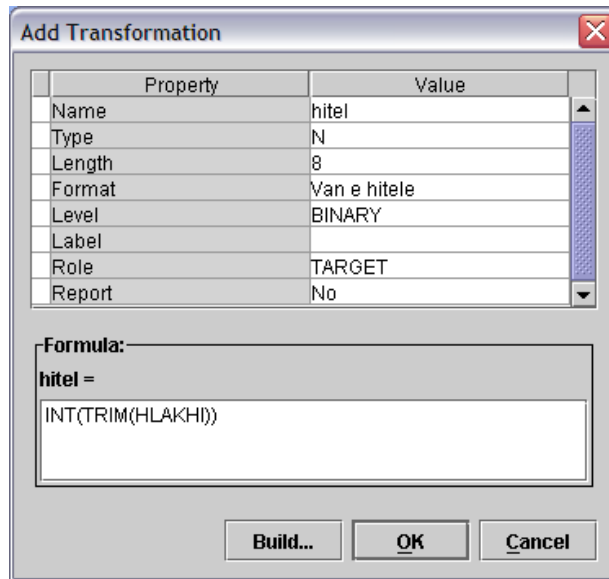 Add Transformation
Property Value
Name hitel
Type N
Length 8
Format Van e hitele
Level BINARY
Label
Role TARGET
Report No
Formula:
hitel =
INT(TRIM(HLAKHI))
Build... OK Cancel